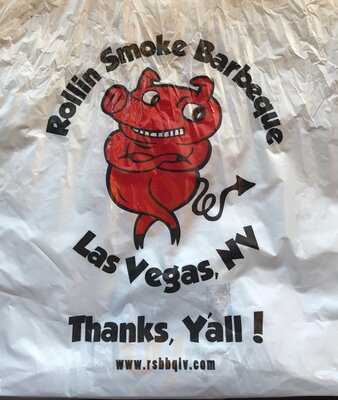 Rollin Smoke Barbeque
Las Vegas, NV
Thanks, Y'all !
www.rsbbqlv.com